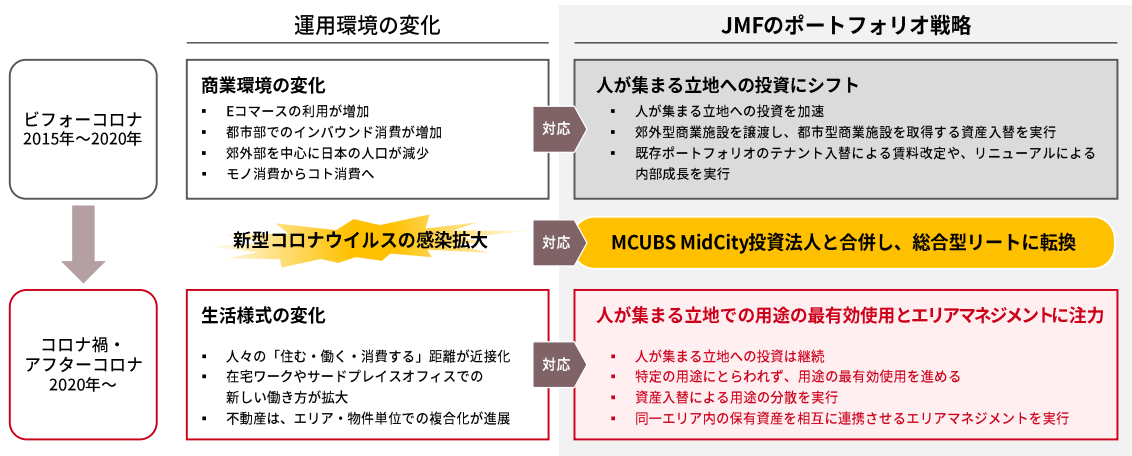 運用環境の変化
JMFのポートフォリオ戦略
ビフォーコロナ
2015年～2020年
商業環境の変化
▪ Eコマースの利用が増加
▪ 都市部でのインバウンド消費が増加
▪ 郊外部を中心に日本の人口が減少
▪ モノ消費からコト消費へ
対応
人が集まる立地への投資にシフト
▪ 人が集まる立地への投資を加速
▪ 郊外型商業施設を譲渡し、都市型商業施設を取得する資産入替を実行
▪ 既存ポートフォリオのテナント入替による賃料改定や、リニューアルによる
内部成長を実行
新型コロナウイルスの感染拡大
対応
MCUBS MidCity投資法人と合併し、総合型リートに転換
コロナ禍・
アフターコロナ
2020年～
生活様式の変化
▪ 人々の「住む・働く・消費する」距離が近接化
▪ 在宅ワークやサードプレイスオフィスでの
新しい働き方が拡大
▪ 不動産は、エリア・物件単位での複合化が進展
対応
人が集まる立地での用途の最有効使用とエリアマネジメントに注力
▪ 人が集まる立地への投資は継続
▪ 特定の用途にとらわれず、用途の最有効使用を進める
▪ 資産入替による用途の分散を実行
▪ 同一エリア内の保有資産を相互に連携させるエリアマネジメントを実行